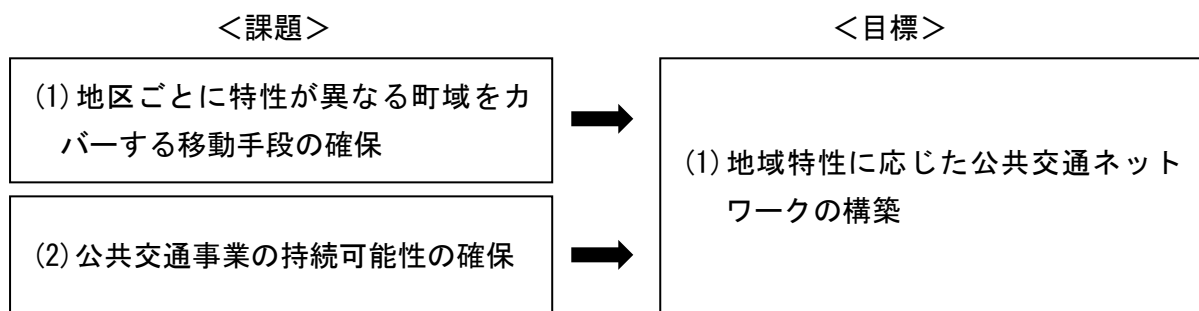 ＜課題＞
＜目標＞
(1)地区ごとに特性が異なる町域をカ
バーする移動手段の確保
(2)公共交通事業の持続可能性の確保
(1)地域特性に応じた公共交通ネット
ワークの構築